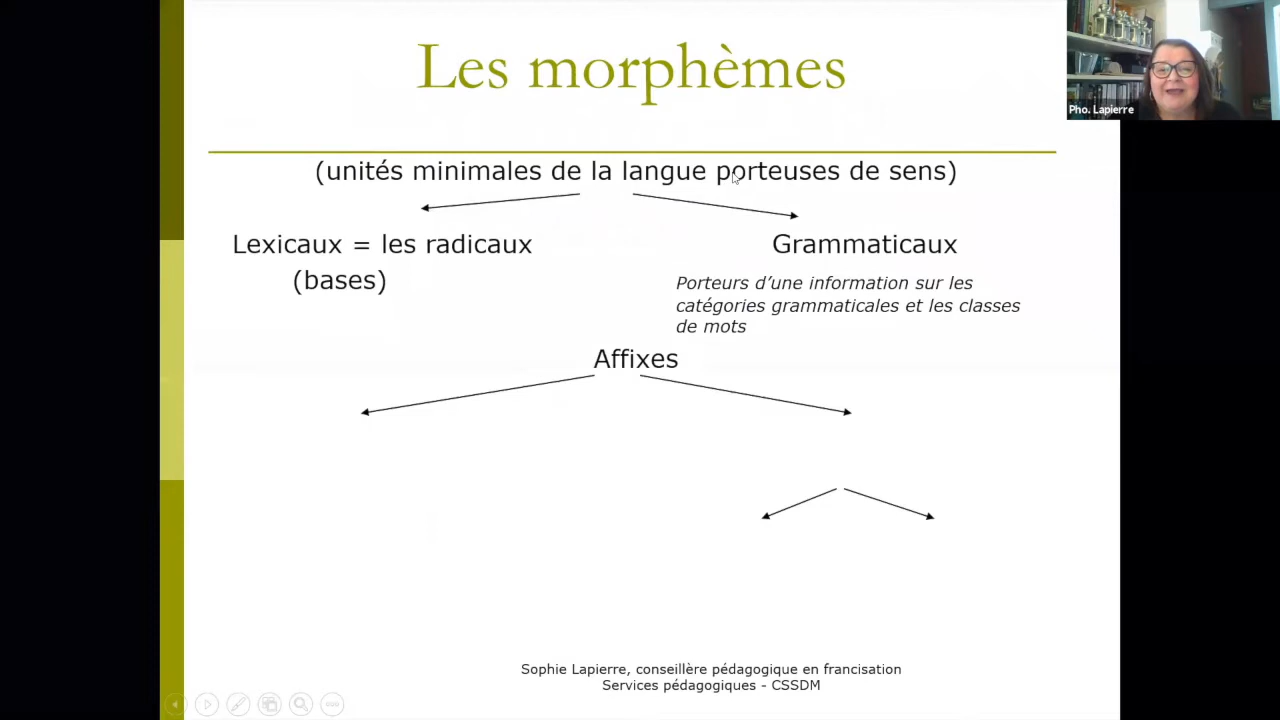 Les morphèmes
Pho. Lapierre
(unités minimales de la langue porteuses de sens)
Lexicaux = les radicaux
(bases)
Grammaticaux
Porteurs d’une information sur les
catégories grammaticales et les classes
de mots
Affixes
Sophie Lapierre, conseillère pédagogique en francisation
Services pédagogiques - CSSDM